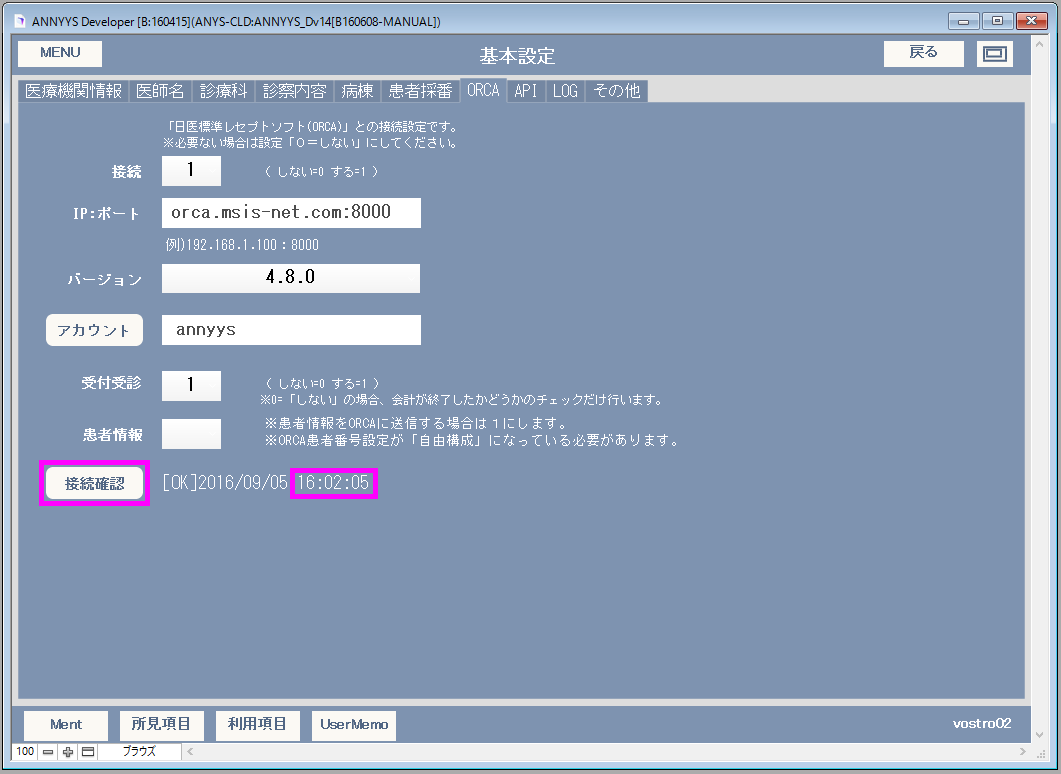 ANNYYS Developer [B:160415](ANYS-CLD:ANNYYS_Dv14[B160608-MANUAL])
MENU 基本設定 戻る
医療機関情報 医師名 診療科 診察内容 病棟 患者採番 ORCA API LOG その他
「日医標準レセプトソフト(ORCA)」との接続設定です。
※必要ない場合は設定「０＝しない」にしてください。
接続 1 （ しない=0 する=1 ）
IP:ポート orca.msis-net.com:8000
例)192.168.1.100：8000
バージョン 4.8.0
アカウント annyys
受付受診 1 （ しない=0 する=1 ）
※0=「しない」の場合、会計が終了したかどうかのチェックだけ行います。
患者情報 ※患者情報をORCAに送信する場合は１にします。
※ORCA患者番号設定が「自由構成」になっている必要があります。
接続確認 [OK]2016/09/05 16:02:05
Ment 所見項目 利用項目 UserMemo vostro02
100 ブラウズ